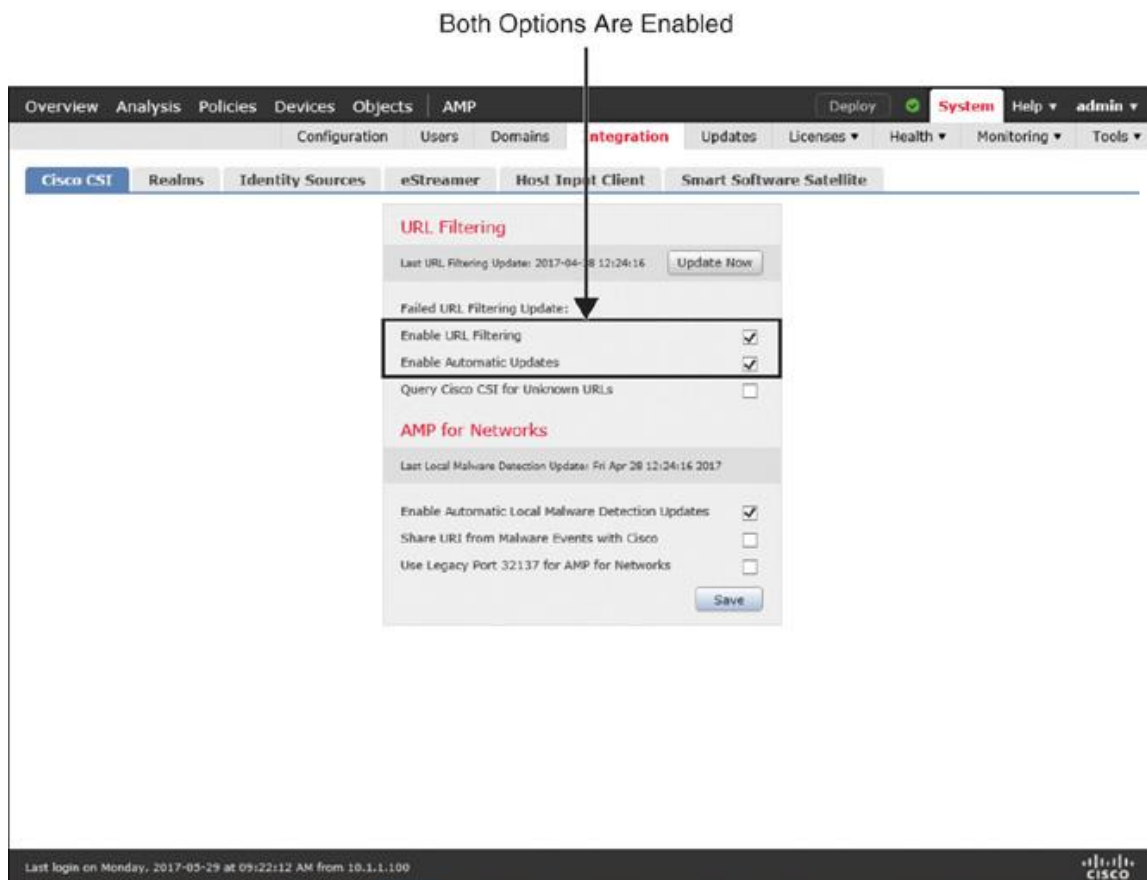 Both Options Are Enabled
Overview Analysis Policies Devices Objects AMP Deploy System Help ▾ admin ▾
Configuration Users Domains Integration Updates Licenses ▾ Health ▾ Monitoring ▾ Tools ▾
Cisco CSI Realms Identity Sources eStreamer Host Input Client Smart Software Satellite
URL Filtering
Last URL Filtering Update: 2017-04-28 12:24:16 Update Now
Failed URL Filtering Update:
Enable URL Filtering
Enable Automatic Updates
Query Cisco CSI for Unknown URLs
AMP for Networks
Last Local Malware Detection Update: Fri Apr 28 12:24:16 2017
Enable Automatic Local Malware Detection Updates
Share URI from Malware Events with Cisco
Use Legacy Port 32137 for AMP for Networks
Save
Last login on Monday, 2017-05-29 at 09:22:12 AM from 10.1.1.100
CISCO